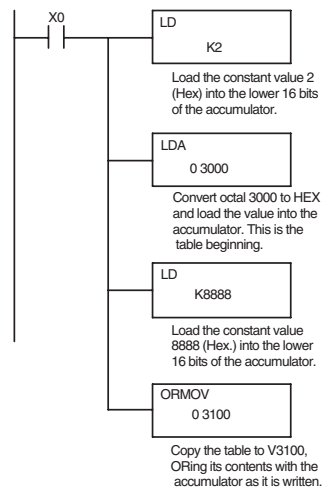 X0
LD
K2
Load the constant value 2
(Hex) into the lower 16 bits
of the accumulator.
LDA
0 3000
Convert octal 3000 to HEX
and load the value into the
accumulator. This is the
table beginning.
LD
K8888
Load the constant value
8888 (Hex.) into the lower
16 bits of the accumulator.
ORMOV
0 3100
Copy the table to V3100,
ORing its contents with the
accumulator as it is written.